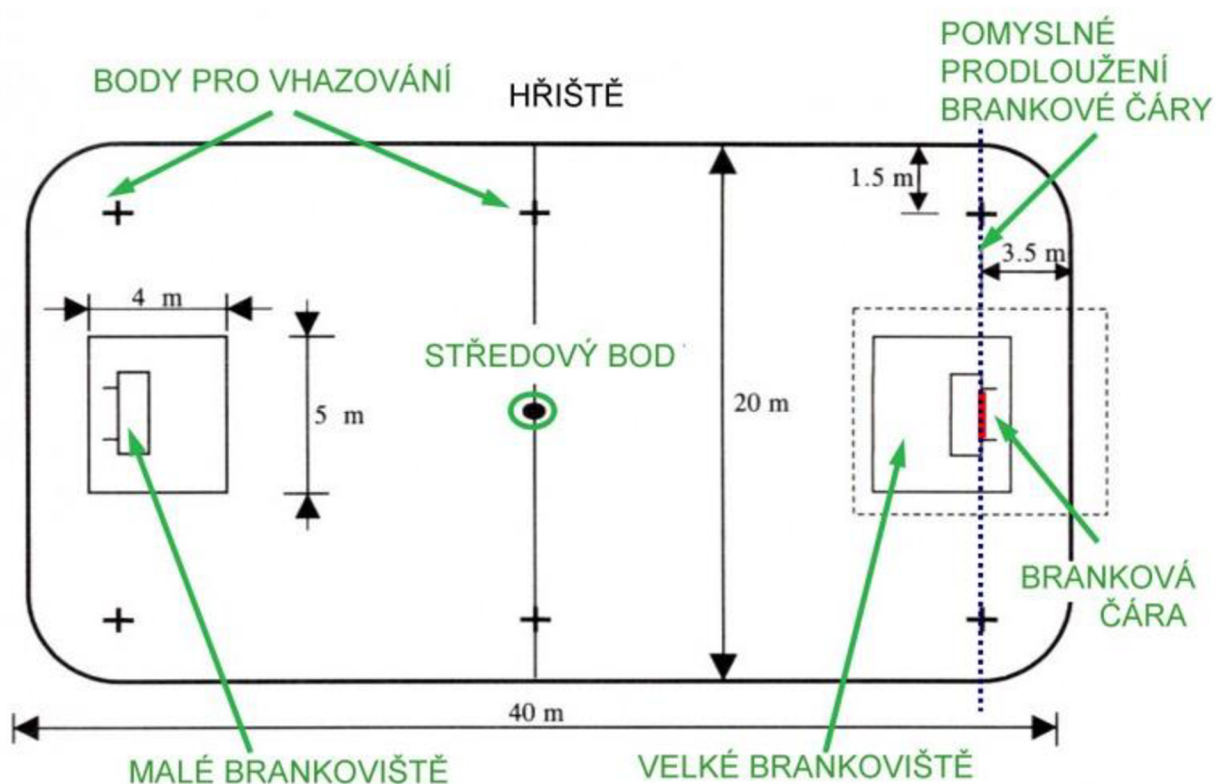 POMYSLNÉ
PRODLOUŽENÍ
BRANKOVÉ ČÁRY
BODY PRO VHAZOVÁNÍ
HŘIŠTĚ
1.5 m
3.5 m
4 m
STŘEDOVÝ BOD
5 m
20 m
BRANKOVÁ
ČÁRA
40 m
MALÉ BRANKOVIŠTĚ
VELKÉ BRANKOVIŠTĚ